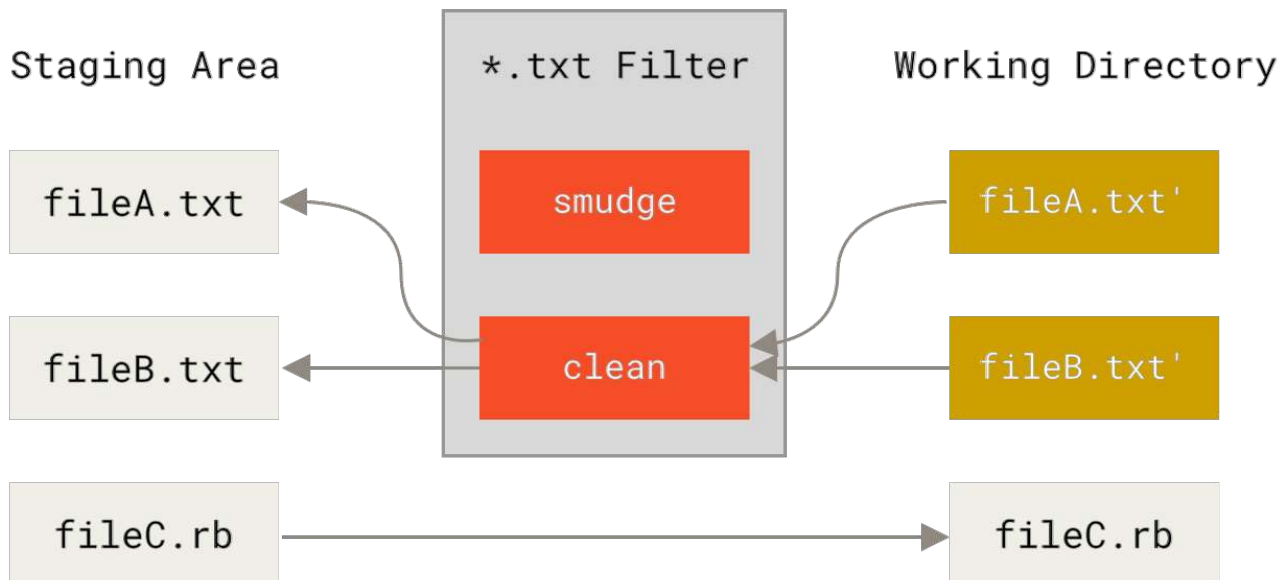 Staging Area
*.txt Filter
Working Directory
fileA.txt
smudge
fileA.txt'
fileB.txt
clean
fileB.txt'
fileC.rb
fileC.rb